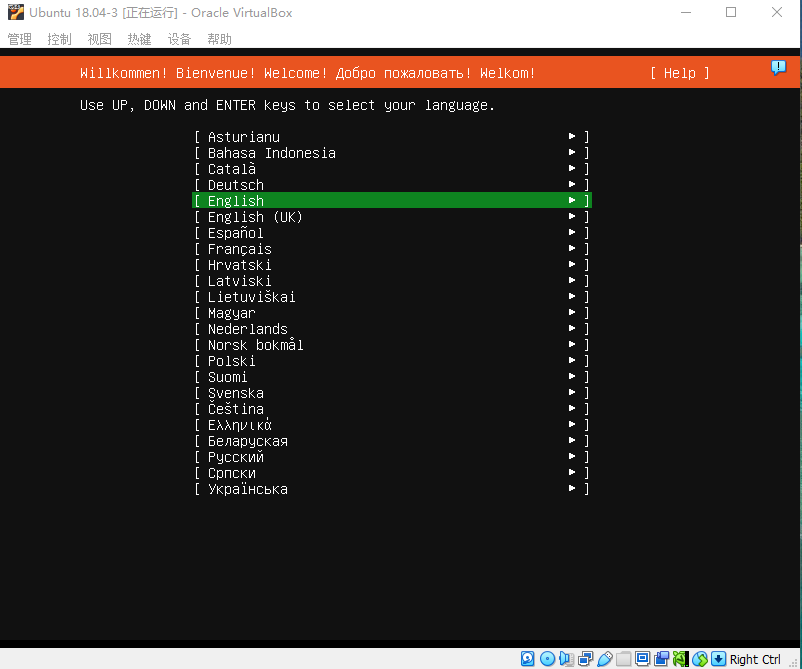 Ubuntu 18.04-3 [正在运行] - Oracle VirtualBox
管理 控制 视图 热键 设备 帮助
Willkommen! Bienvenue! Welcome! Добро пожаловать! Welkom! [ Help ]
Use UP, DOWN and ENTER keys to select your language.
[ Asturianu ► ]
[ Bahasa Indonesia ► ]
[ Català ► ]
[ Deutsch ► ]
[ English ► ]
[ English (UK) ► ]
[ Español ► ]
[ Français ► ]
[ Hrvatski ► ]
[ Latviski ► ]
[ Lietuviškai ► ]
[ Magyar ► ]
[ Nederlands ► ]
[ Norsk bokmål ► ]
[ Polski ► ]
[ Suomi ► ]
[ Svenska ► ]
[ Čeština ► ]
[ Ελληνικά ► ]
[ Беларуская ► ]
[ Русский ► ]
[ Српски ► ]
[ Українська ► ]
Right Ctrl